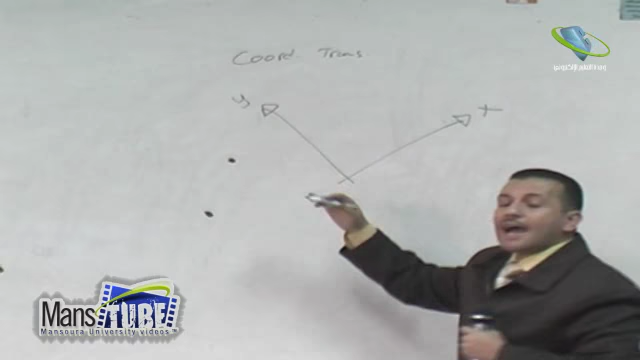 Coord Trans
y
x
Mans TUBE
Mansoura University videos